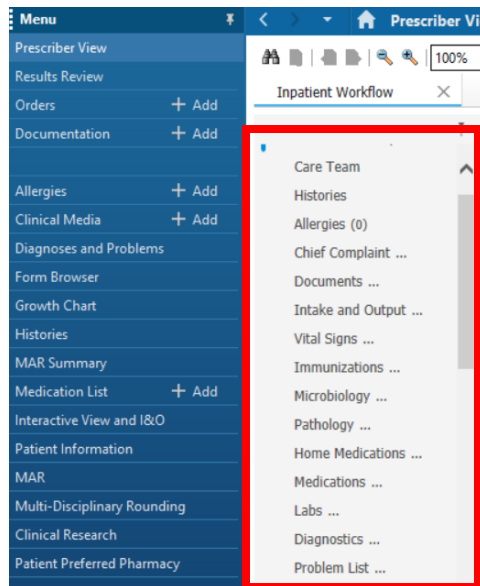 Menu
Prescriber View
Results Review
Orders + Add
Documentation + Add
Allergies + Add
Clinical Media + Add
Diagnoses and Problems
Form Browser
Growth Chart
Histories
MAR Summary
Medication List + Add
Interactive View and I&O
Patient Information
MAR
Multi-Disciplinary Rounding
Clinical Research
Patient Preferred Pharmacy
Prescriber Vi
100%
Inpatient Workflow
Care Team
Histories
Allergies (0)
Chief Complaint ...
Documents ...
Intake and Output ...
Vital Signs ...
Immunizations ...
Microbiology ...
Pathology ...
Home Medications ...
Medications ...
Labs ...
Diagnostics ...
Problem List ...